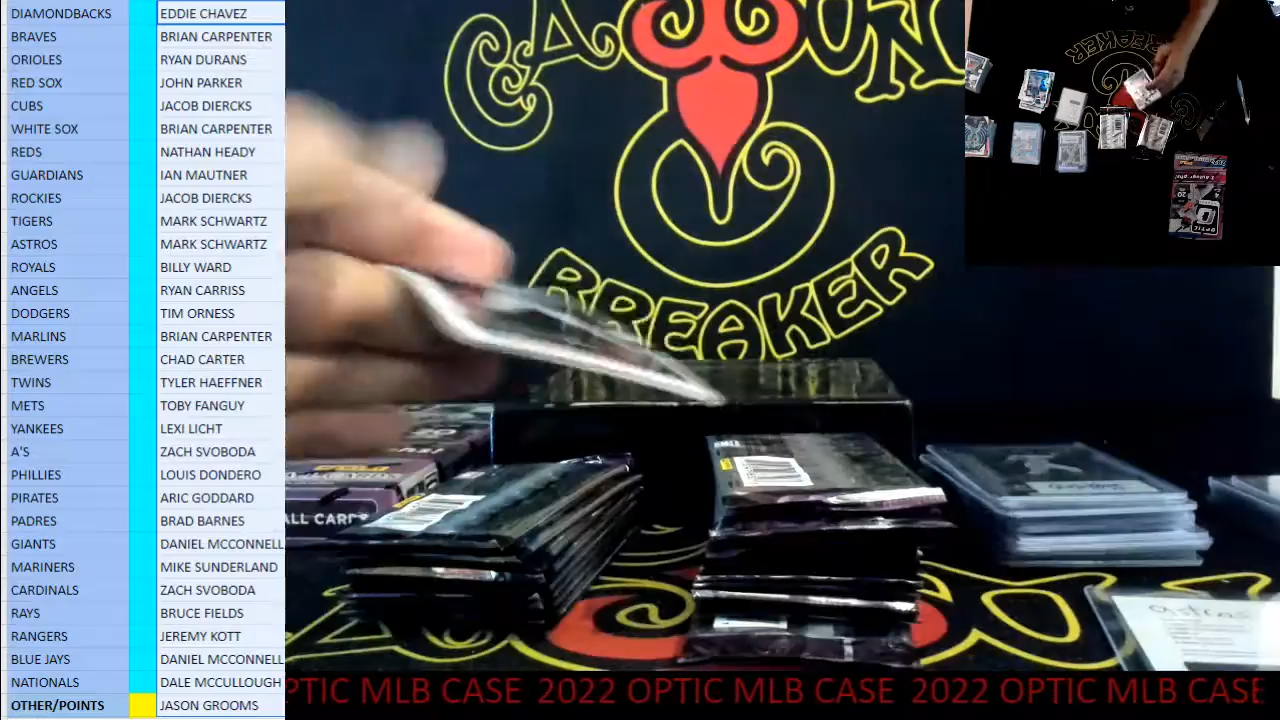 DIAMONDBACKS EDDIE CHAVEZ
BRAVES BRIAN CARPENTER
ORIOLES RYAN DURANS
RED SOX JOHN PARKER
CUBS JACOB DIERCKS
WHITE SOX BRIAN CARPENTER
REDS NATHAN HEADY
GUARDIANS IAN MAUTNER
ROCKIES JACOB DIERCKS
TIGERS MARK SCHWARTZ
ASTROS MARK SCHWARTZ
ROYALS BILLY WARD
ANGELS RYAN CARRISS
DODGERS TIM ORNESS
MARLINS BRIAN CARPENTER
BREWERS CHAD CARTER
TWINS TYLER HAEFFNER
METS TOBY FANGUY
YANKEES LEXI LICHT
A'S ZACH SVOBODA
PHILLIES LOUIS DONDERO
PIRATES ARIC GODDARD
PADRES BRAD BARNES
GIANTS DANIEL MCCONNELL
MARINERS MIKE SUNDERLAND
CARDINALS ZACH SVOBODA
RAYS BRUCE FIELDS
RANGERS JEREMY KOTT
BLUE JAYS DANIEL MCCONNELL
NATIONALS DALE MCCULLOUGH
OTHER/POINTS JASON GROOMS
BREAKER
BREAKER
ALL CARDS
OPTIC
astros
PTIC MLB CASE 2022 OPTIC MLB CASE 2022 OPTIC MLB CASE